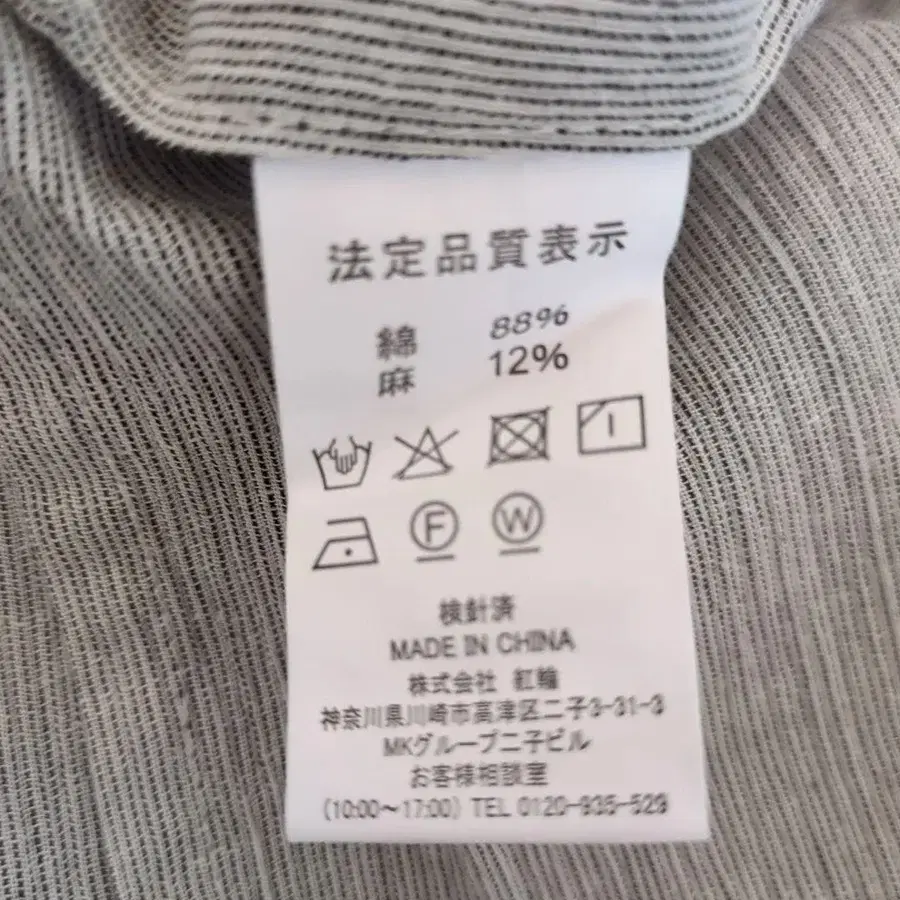 法定品質表示
綿 88%
麻 12%
F W
検針済
MADE IN CHINA
株式会社 紅輪
神奈川県川崎市高津区二子3-31-3
MKグループ二子ビル
お客様相談室
(10:00~17:00) TEL 0120-935-529